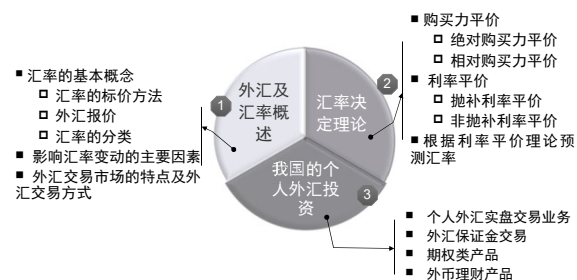 ■ 汇率的基本概念
□ 汇率的标价方法
□ 外汇报价
□ 汇率的分类
■ 影响汇率变动的主要因素
■ 外汇交易市场的特点及外
汇交易方式
1
外汇及
汇率概
述
2
汇率决
定理论
3
我国的个
人外汇投
资
■ 购买力平价
□ 绝对购买力平价
□ 相对购买力平价
■ 利率平价
□ 抛补利率平价
□ 非抛补利率平价
■ 根据利率平价理论预
测汇率
■ 个人外汇实盘交易业务
■ 外汇保证金交易
■ 期权类产品
■ 外币理财产品